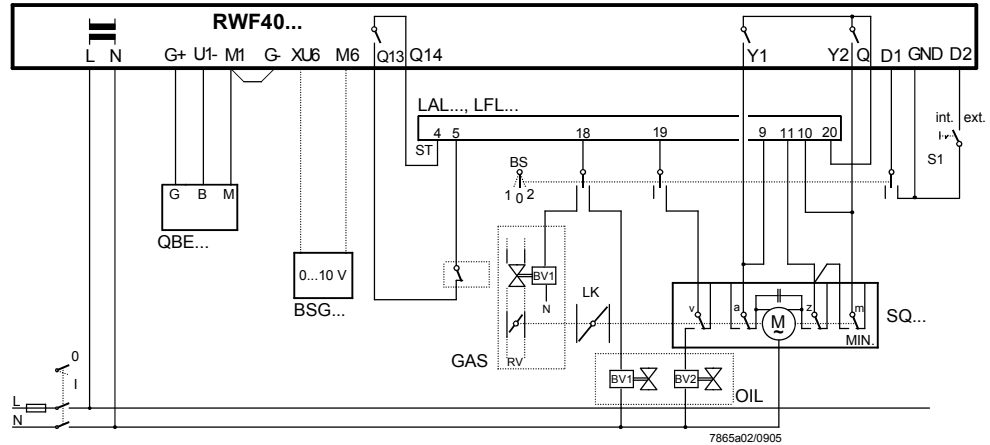 RWF40...
L N G+ U1- M1 G- XU6 M6 Q13 Q14 Y1 Y2 Q D1 GND D2
LAL..., LFL...
int. ext.
4 5 18 19 9 11 10 20
ST
S1
BS
1 0 2
G B M
QBE...
0...10 V
BSG...
BV1
N
LK
v a z m
M
~
SQ...
MIN.
GAS
RV
0
I
BV1 BV2
OIL
L
N
7865a02/0905